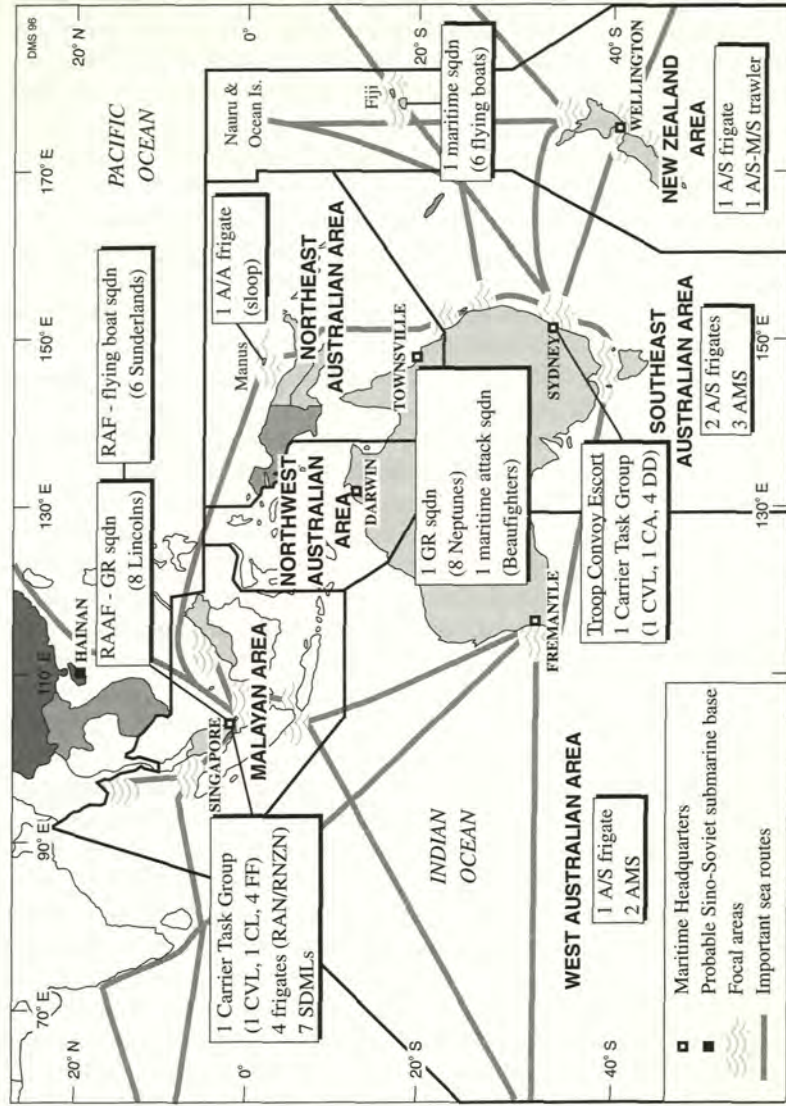 DMS 96
70° E
90° E
110° E
130° E
150° E
170° E
20° N
20° N
PACIFIC
OCEAN
HAINAN
RAAF - GR sqdn
(8 Lincolns)
RAF - flying boat sqdn
(6 Sunderlands)
1 A/A frigate
(sloop)
Manus
Nauru &
Ocean Is.
0°
0°
SINGAPORE
MALAYAN AREA
NORTHWEST
AUSTRALIAN
AREA
NORTHEAST
AUSTRALIAN AREA
Fiji
1 maritime sqdn
(6 flying boats)
1 Carrier Task Group
(1 CVL, 1 CL, 4 FF)
4 frigates (RAN/RNZN)
7 SDMLs
DARWIN
TOWNSVILLE
20° S
20° S
1 GR sqdn
(8 Neptunes)
1 maritime attack sqdn
(Beaufighters)
INDIAN
OCEAN
FREMANTLE
SYDNEY
WELLINGTON
WEST AUSTRALIAN AREA
1 A/S frigate
2 AMS
Troop Convoy Escort
1 Carrier Task Group
(1 CVL, 1 CA, 4 DD)
SOUTHEAST
AUSTRALIAN AREA
2 A/S frigates
3 AMS
NEW ZEALAND
AREA
1 A/S frigate
1 A/S-M/S trawler
40° S
40° S
130° E
150° E
Maritime Headquarters
Probable Sino-Soviet submarine base
Focal areas
Important sea routes